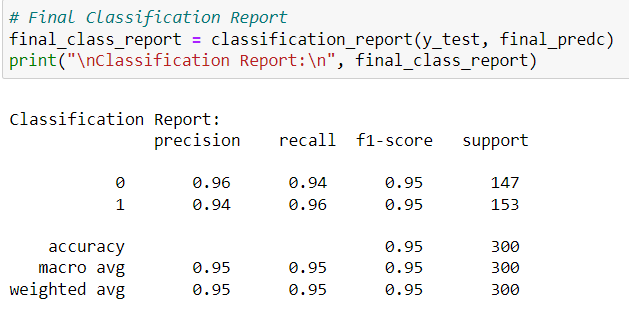 # Final Classification Report
final_class_report = classification_report(y_test, final_predc)
print("\nClassification Report:\n", final_class_report)
Classification Report:
precision recall f1-score support
0 0.96 0.94 0.95 147
1 0.94 0.96 0.95 153
accuracy 0.95 300
macro avg 0.95 0.95 0.95 300
weighted avg 0.95 0.95 0.95 300